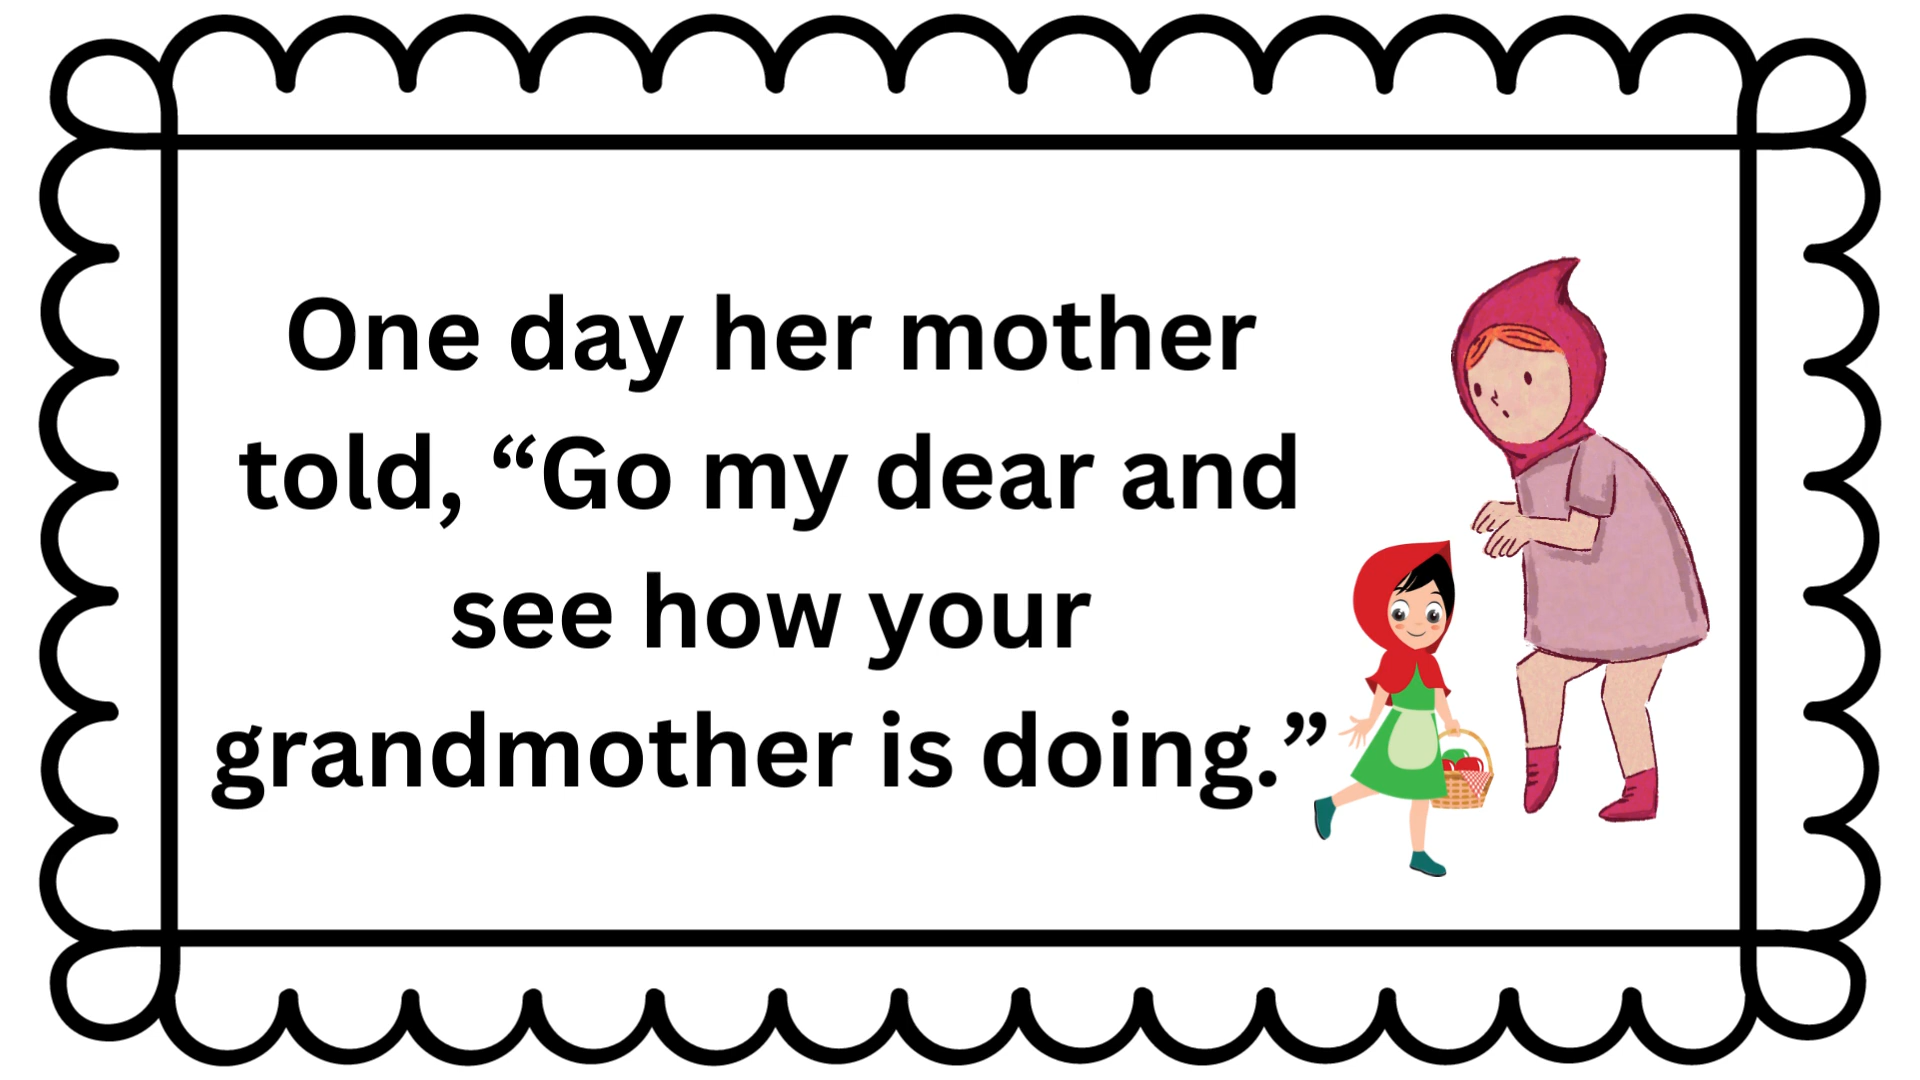 One day her mother
told, “Go my dear and
see how your
grandmother is doing.”